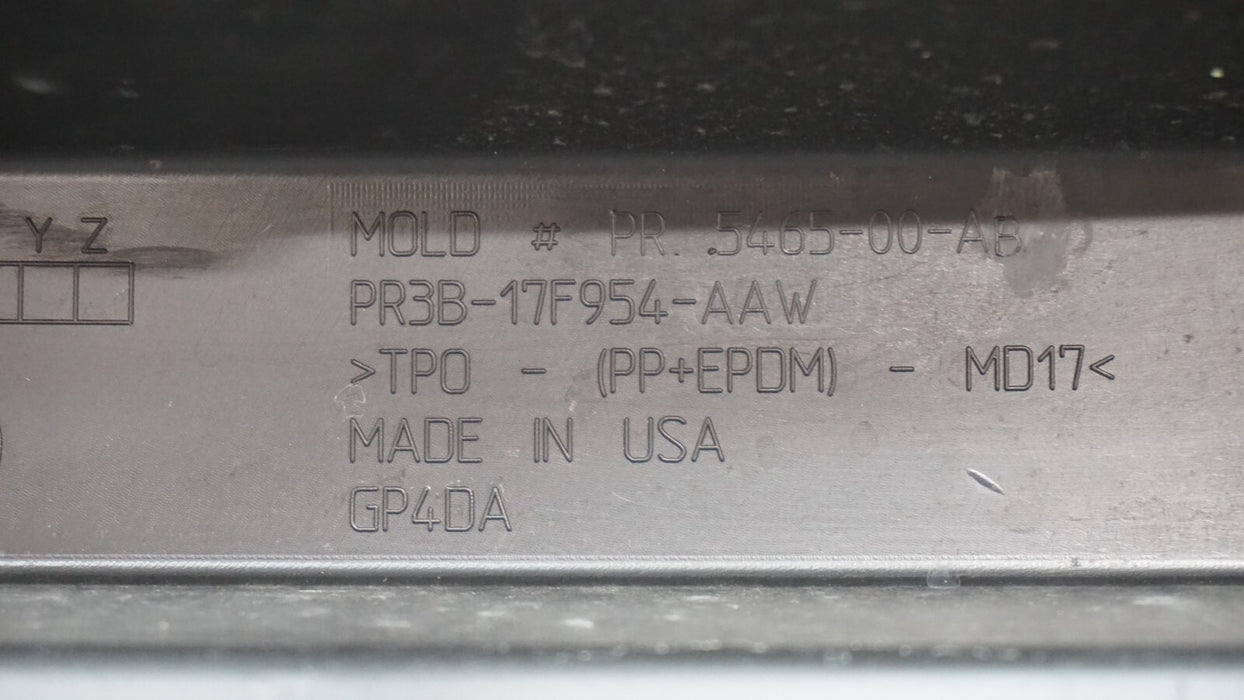 Y Z
MOLD # PR. 5465-00-AB
PR3B-17F954-AAW
>TPO - (PP+EPDM) - MD17<
MADE IN USA
GP4DA